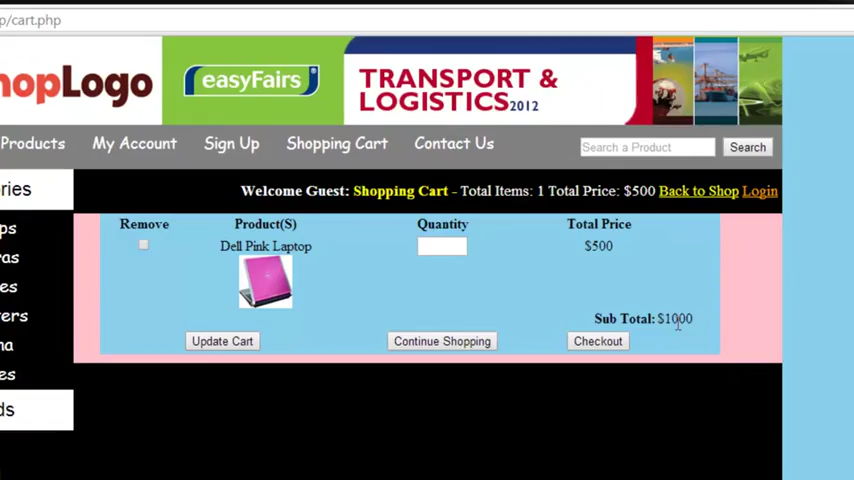 p/cart.php
hopLogo
easyFairs
TRANSPORT &
LOGISTICS2012
Products My Account Sign Up Shopping Cart Contact Us Search a Product Search
ries
Welcome Guest: Shopping Cart - Total Items: 1 Total Price: $500 Back to Shop Login
Remove Product(S) Quantity Total Price
ps
Dell Pink Laptop $500
ras
es
ers
Sub Total: $1000
Update Cart Continue Shopping Checkout
na
es
ds